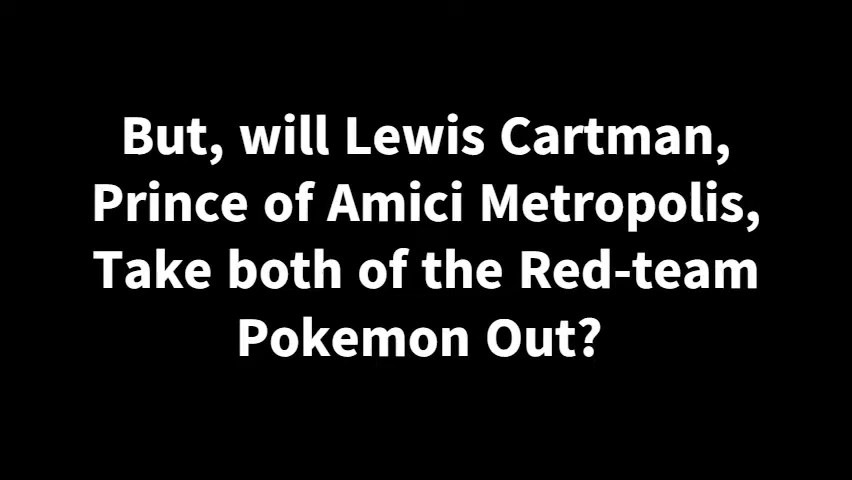 But, will Lewis Cartman,
Prince of Amici Metropolis,
Take both of the Red-team
Pokemon Out?